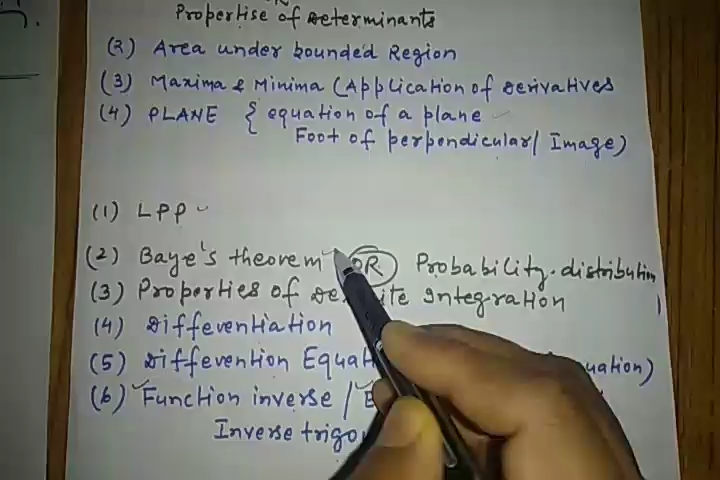 Propertise of Determinants
(2) Area under bounded Region
(3) Maxima & Minima (Application of Derivatives
(4) PLANE { equation of a plane
Foot of perpendicular/ Image)
(1) LPP
(2) Baye's theorem OR Probability distribution
(3) Properties of Integration
(4) Differentiation
(5) Differention
(6) Function inverse /
Inverse